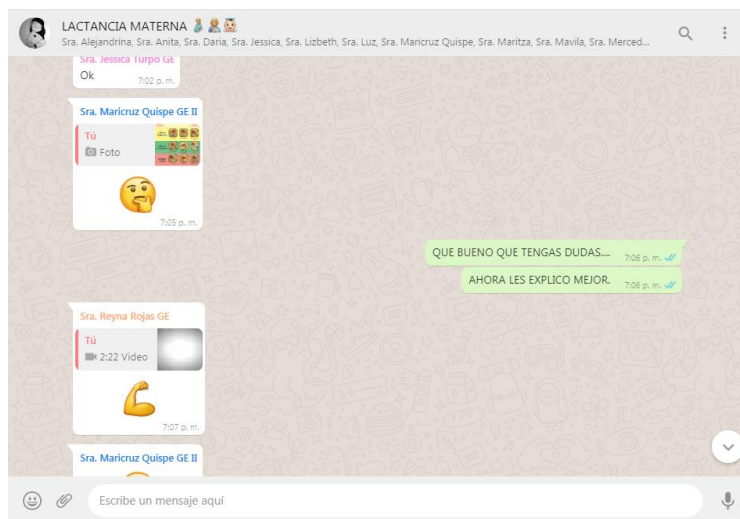 LACTANCIA MATERNA
Sra. Alejandrina, Sra. Anita, Sra. Daria, Sra. Jessica, Sra. Lizbeth, Sra. Luz, Sra. Maricruz Quispe, Sra. Maritza, Sra. Mavila, Sra. Merced...
Sra. Jessica Turpo GE
Ok
7:02 p. m.
Sra. Maricruz Quispe GE II
Tú
Foto
7:05 p. m.
QUE BUENO QUE TENGAS DUDAS.... 7:06 p. m.
AHORA LES EXPLICO MEJOR. 7:06 p. m.
Sra. Reyna Rojas GE
Tú
2:22 Video
7:07 p. m.
Sra. Maricruz Quispe GE II
Escribe un mensaje aquí